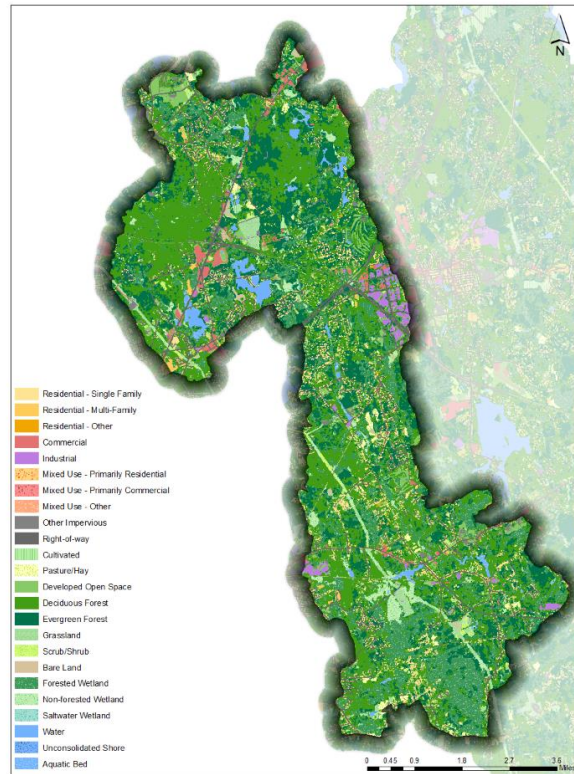 N
Residential - Single Family
Residential - Multi-Family
Residential - Other
Commercial
Industrial
Mixed Use - Primarily Residential
Mixed Use - Primarily Commercial
Mixed Use - Other
Other Impervious
Right-of-way
Cultivated
Pasture/Hay
Developed Open Space
Deciduous Forest
Evergreen Forest
Grassland
Scrub/Shrub
Bare Land
Forested Wetland
Non-forested Wetland
Saltwater Wetland
Water
Unconsolidated Shore
Aquatic Bed
0 0.45 0.9 1.8 2.7 3.6
Miles